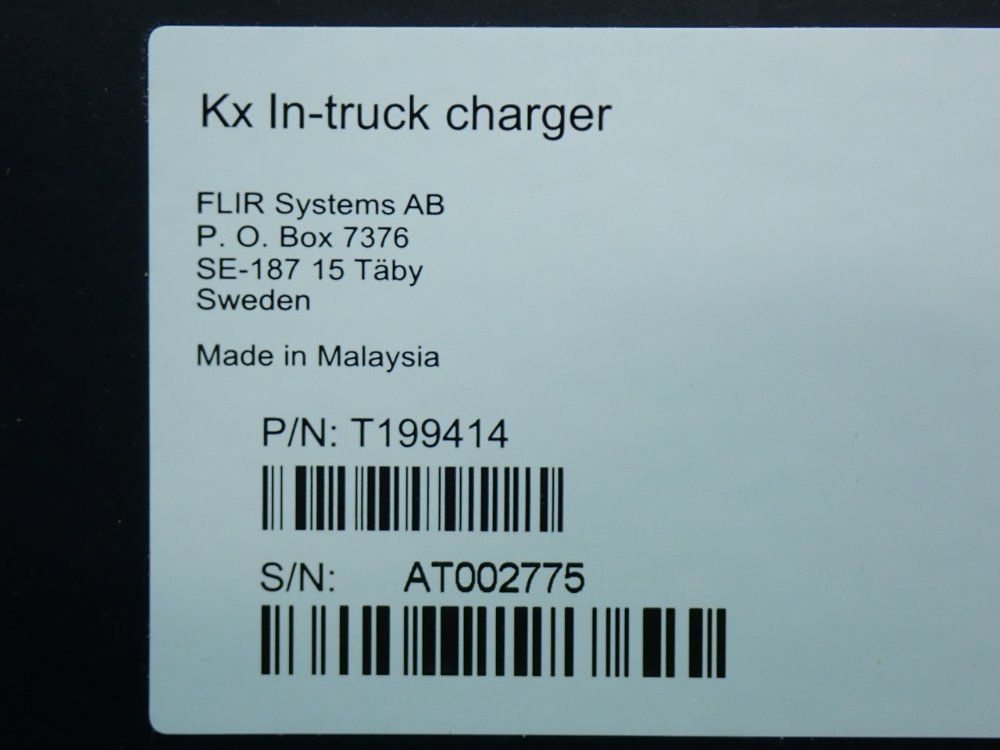 Kx In-truck charger
FLIR Systems AB
P. O. Box 7376
SE-187 15 Täby
Sweden
Made in Malaysia
P/N: T199414
S/N: AT002775